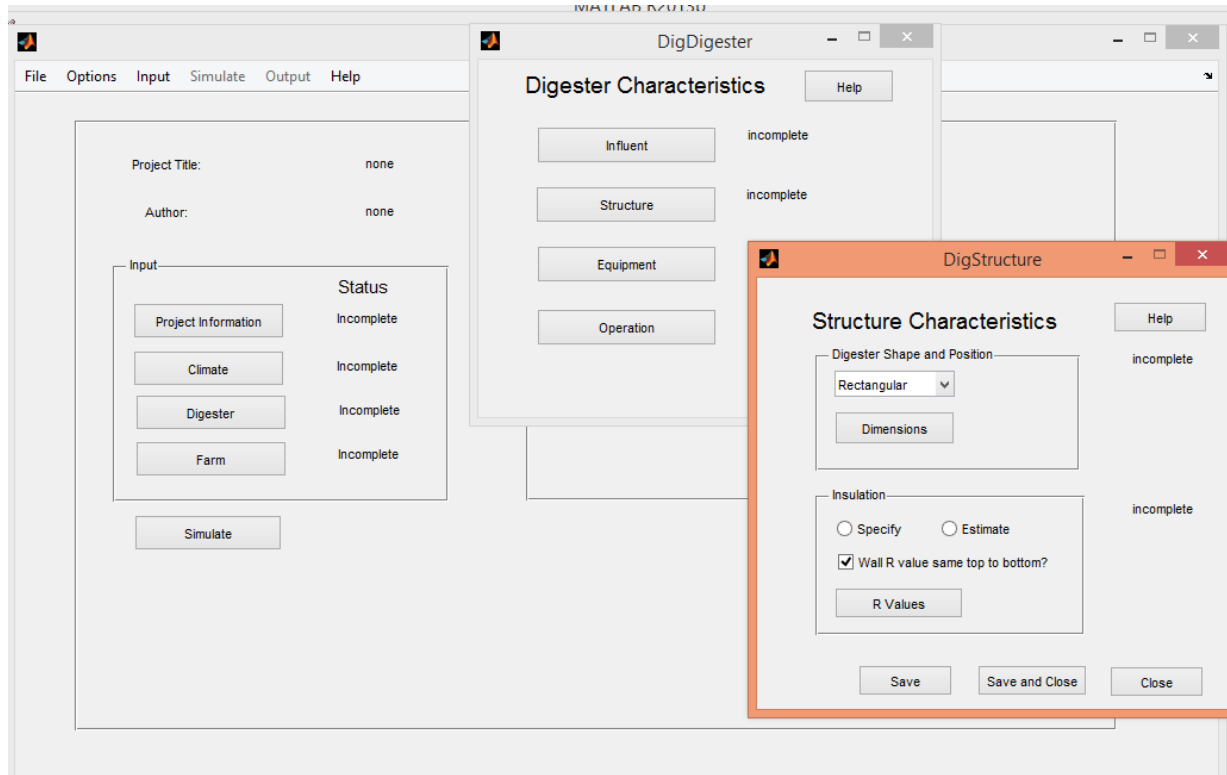 MATLAB R2013b
DigDigester
File Options Input Simulate Output Help
Digester Characteristics
Help
Influent
incomplete
Structure
incomplete
Equipment
Operation
Project Title:
none
Author:
none
Input
Status
Project Information
Incomplete
Climate
Incomplete
Digester
Incomplete
Farm
Incomplete
Simulate
DigStructure
Structure Characteristics
Help
Digester Shape and Position
incomplete
Rectangular
Dimensions
Insulation
incomplete
Specify
Estimate
Wall R value same top to bottom?
R Values
Save
Save and Close
Close